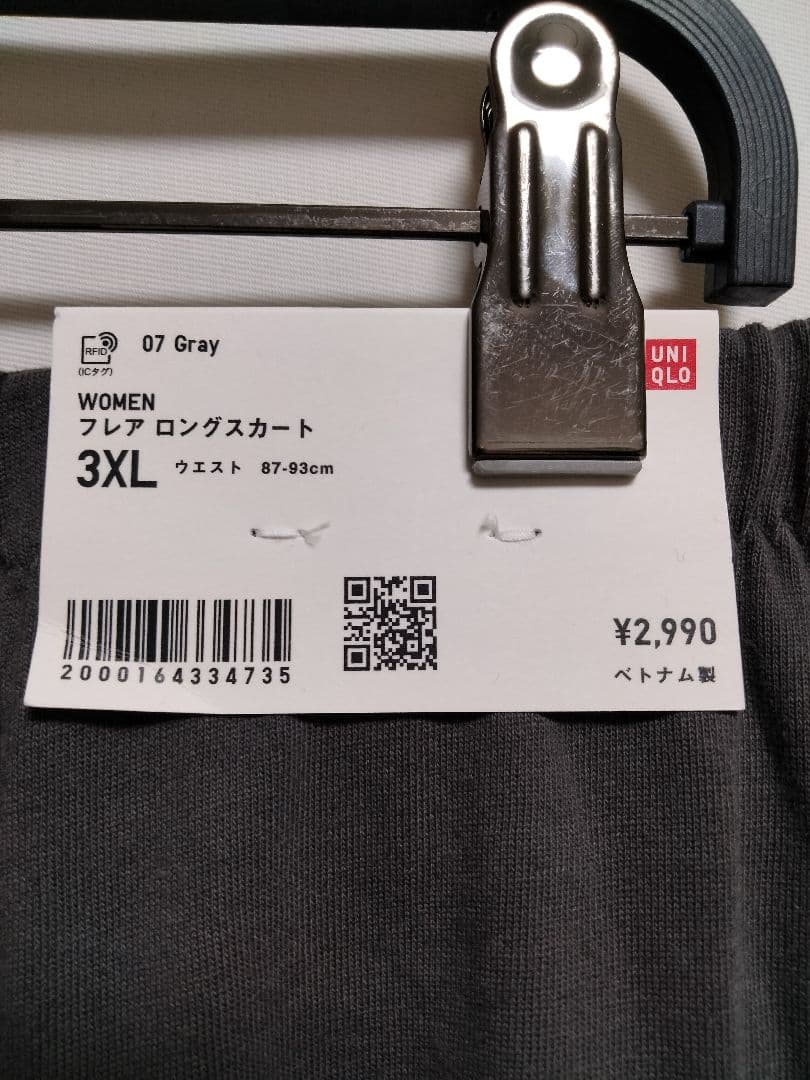 RFID
(ICタグ)
07 Gray
UNI
QLO
WOMEN
フレア ロングスカート
3XL ウエスト 87-93cm
2000164334735
¥2,990
ベトナム製